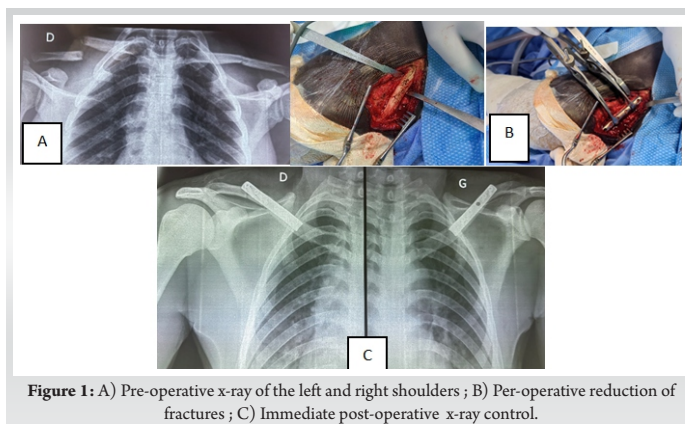 D
A
B
D
G
C
Figure 1: A) Pre-operative x-ray of the left and right shoulders ; B) Per-operative reduction of
fractures ; C) Immediate post-operative x-ray control.